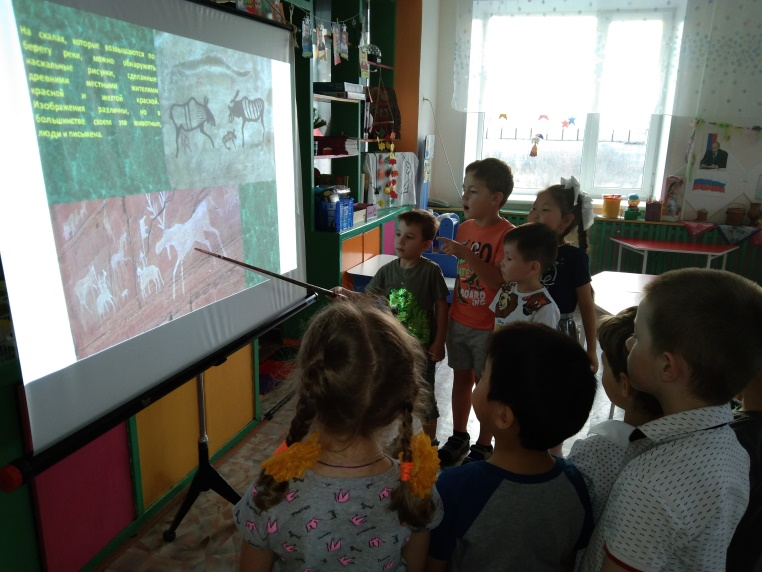 На скалах, которые возвышаются по
берегу реки, можно обнаружить
наскальные рисунки, сделанные
древними местными жителями
красной и желтой краской.
Изображения различны, но в
большинстве своем это животные,
люди и письмена.